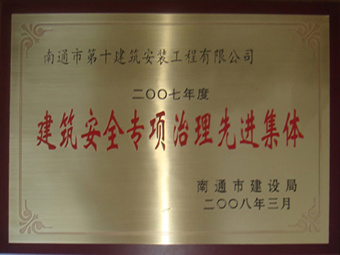 南通市第十建筑安装工程有限公司
二〇〇七年度
建筑安全专项治理先进集体
南通市建设局
二〇〇八年三月